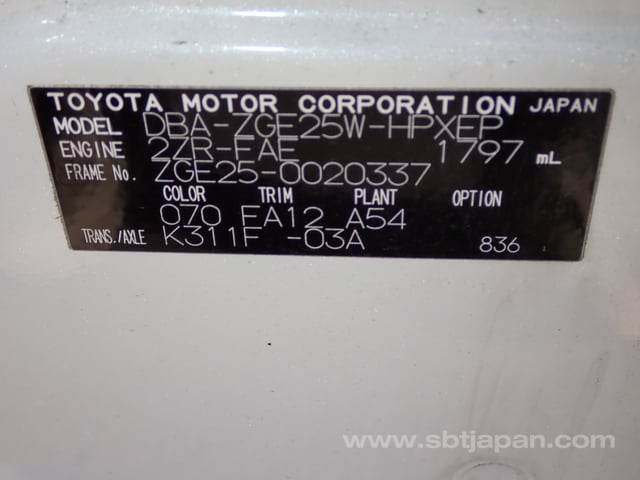 TOYOTA MOTOR CORPORATION JAPAN
MODEL DBA-ZGE25W-HPXEP
ENGINE 2ZR-FAE 1797 mL
FRAME No. ZGE25-0020337
COLOR TRIM PLANT OPTION
070 FA12 A54
TRANS./AXLE K311F -03A 836
www.sbtjapan.com